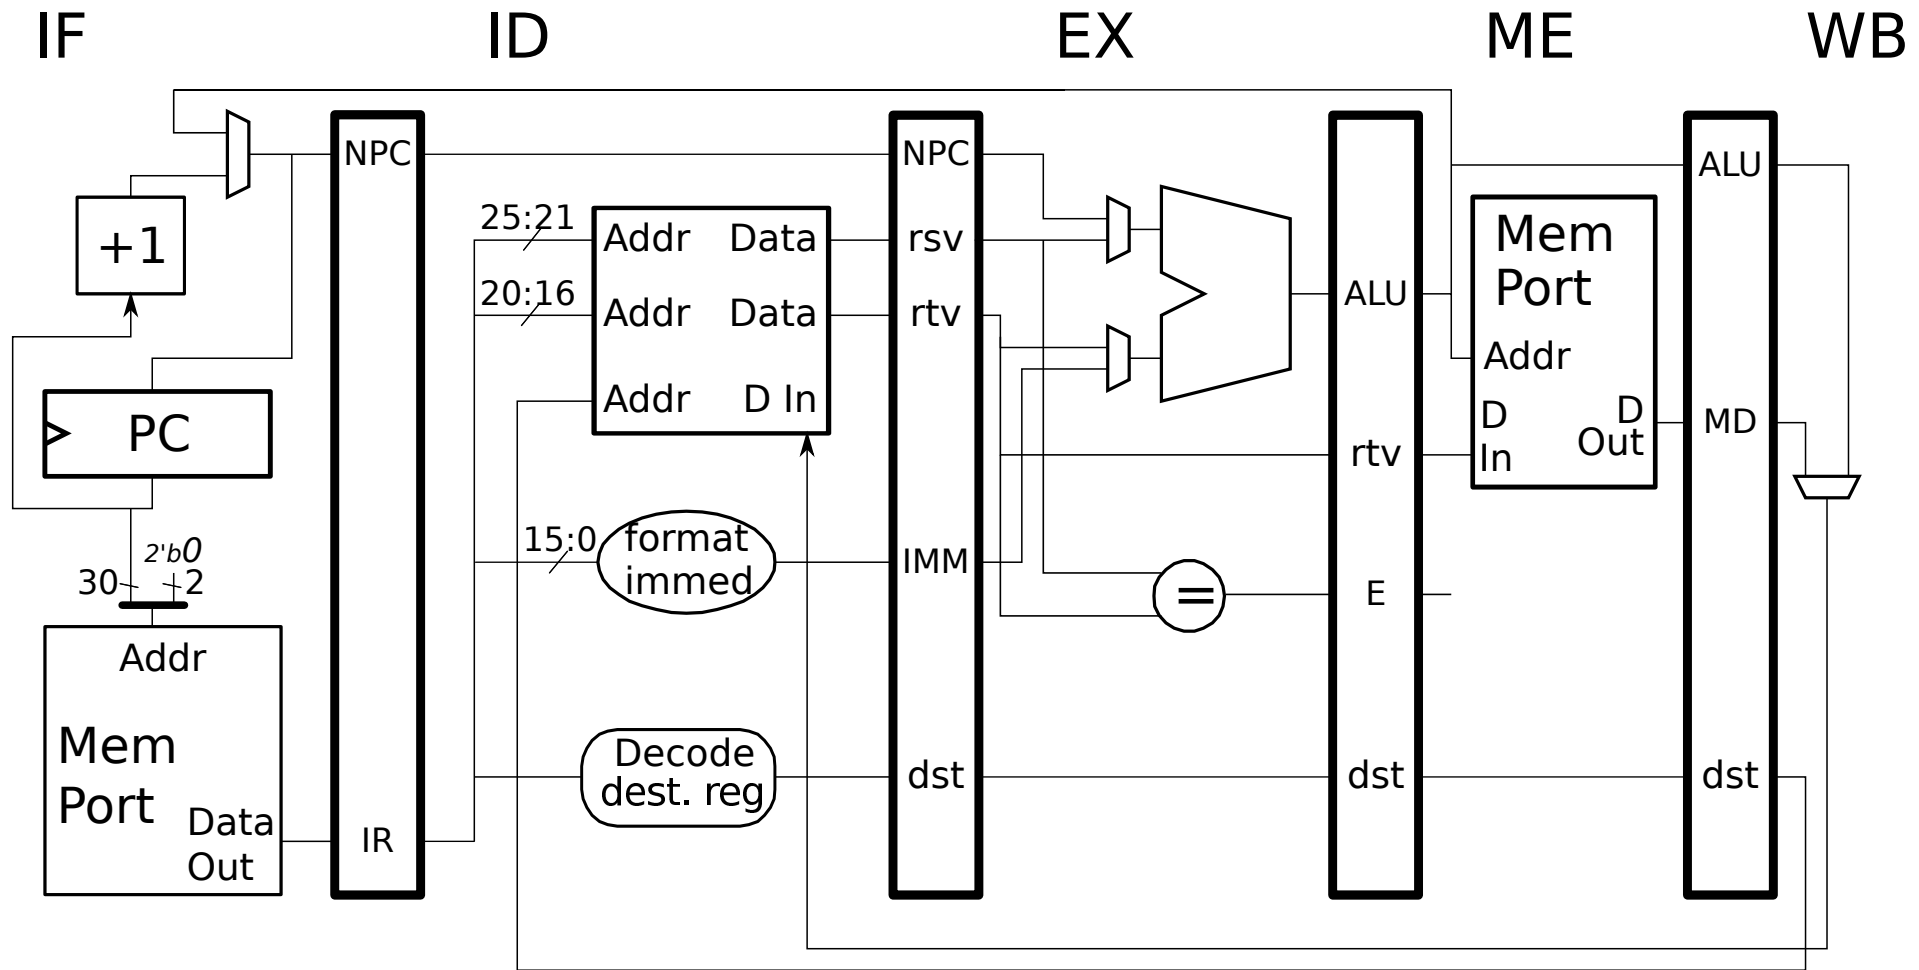 IF
ID
EX
ME
WB
+1
PC
2'b0
30
2
Addr
Mem
Port
Data
Out
NPC
IR
25:21
20:16
15:0
Addr
Data
Addr
Data
Addr
D In
format
immed
Decode
dest. reg
NPC
rsv
rtv
IMM
dst
=
ALU
rtv
E
dst
Mem
Port
Addr
D
In
D
Out
ALU
MD
dst